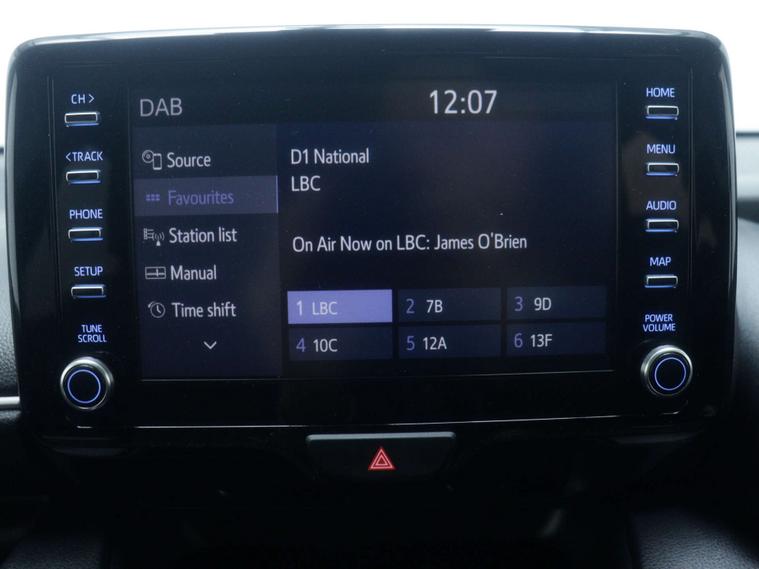 CH >
< TRACK
PHONE
SETUP
TUNE
SCROLL
DAB
12:07
Source
Favourites
Station list
Manual
Time shift
D1 National
LBC
On Air Now on LBC: James O'Brien
1 LBC
2 7B
3 9D
4 10C
5 12A
6 13F
HOME
MENU
AUDIO
MAP
POWER
VOLUME